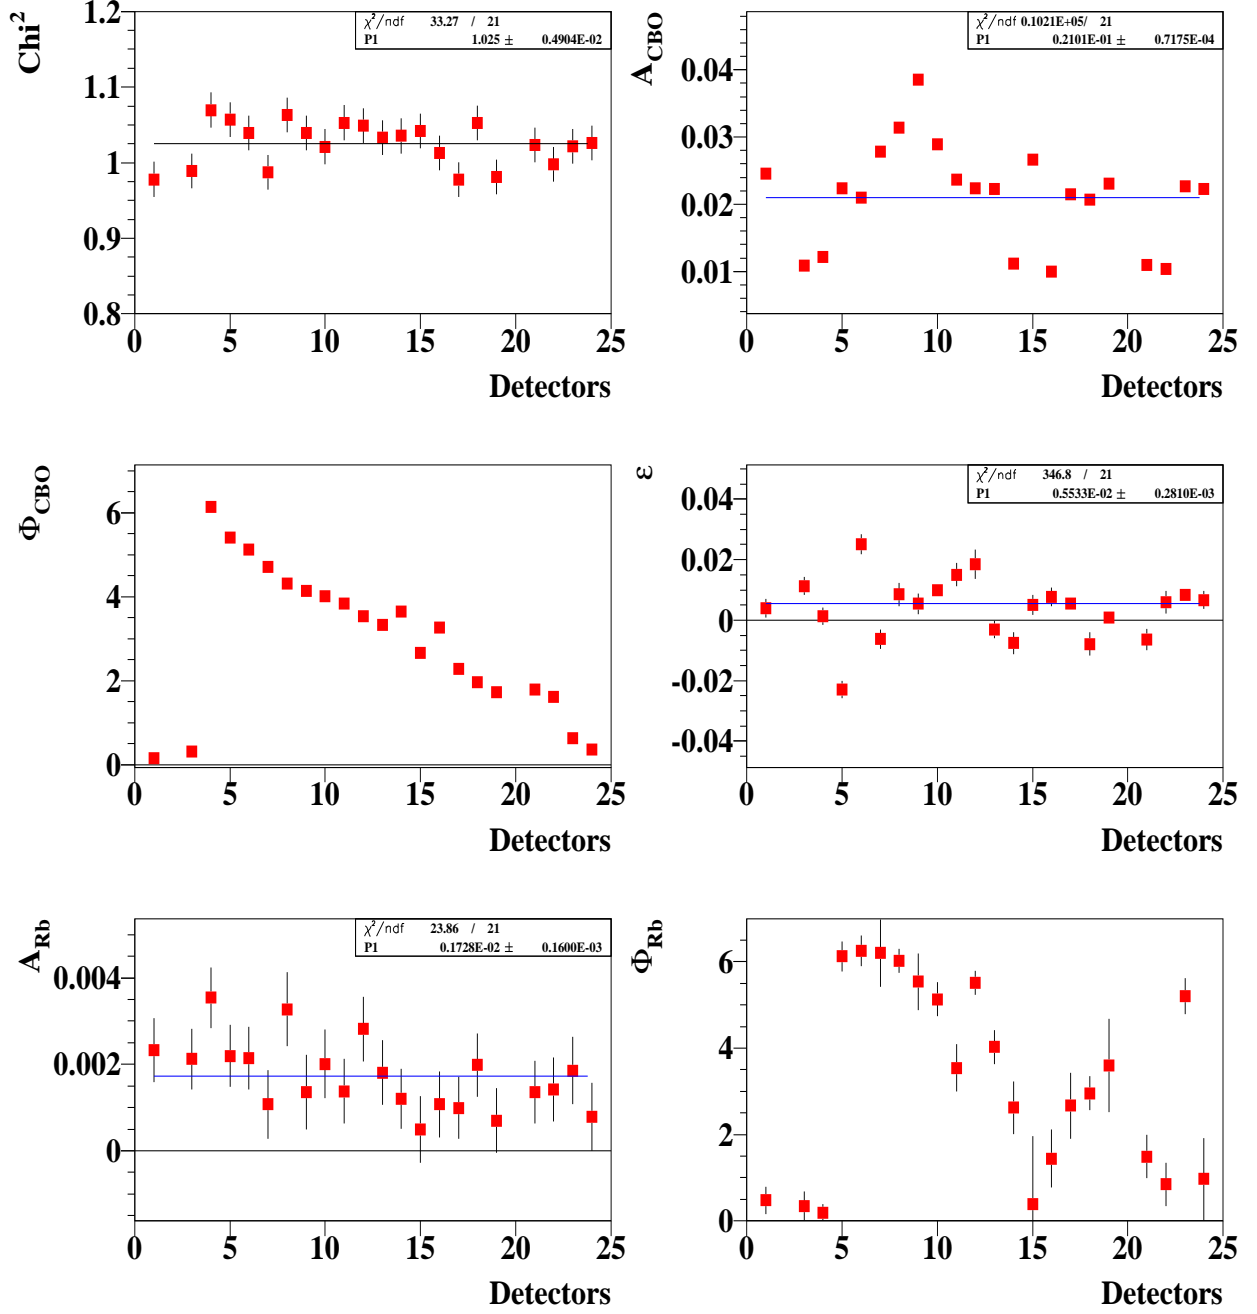 Chi²
1.2
1.1
1
0.9
0.8
χ²/ndf 33.27 / 21
P1 1.025 ± 0.4904E-02
0 5 10 15 20 25
Detectors
A_CBO
0.04
0.03
0.02
0.01
χ²/ndf 0.1021E+05/ 21
P1 0.2101E-01 ± 0.7175E-04
0 5 10 15 20 25
Detectors
Φ_CBO
6
4
2
0
0 5 10 15 20 25
Detectors
ε
0.04
0.02
0
-0.02
-0.04
χ²/ndf 346.8 / 21
P1 0.5533E-02 ± 0.2810E-03
0 5 10 15 20 25
Detectors
A_Rb
0.004
0.002
0
χ²/ndf 23.86 / 21
P1 0.1728E-02 ± 0.1600E-03
0 5 10 15 20 25
Detectors
Φ_Rb
6
4
2
0
0 5 10 15 20 25
Detectors